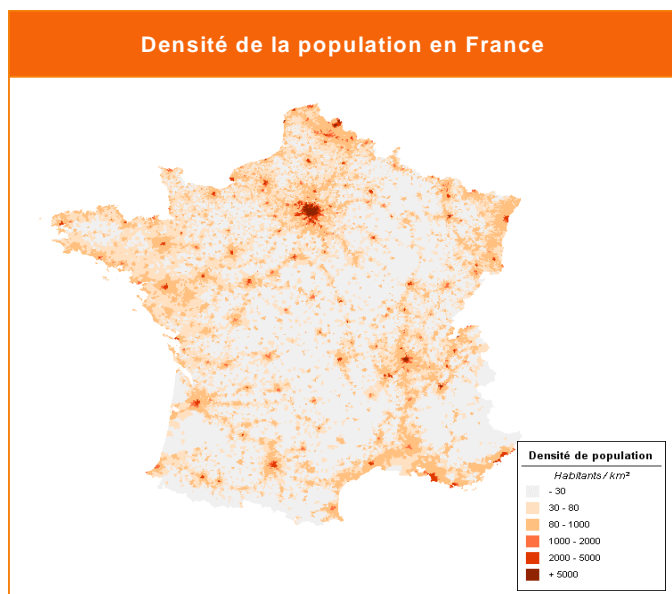 Densité de la population en France
Densité de population
Habitants / km²
- 30
30 - 80
80 - 1000
1000 - 2000
2000 - 5000
+ 5000